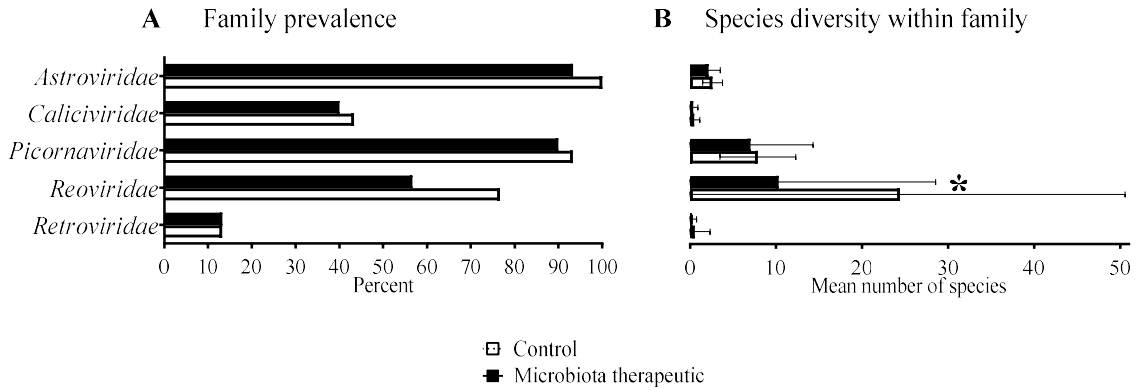 A Family prevalence
B Species diversity within family
Astroviridae
Caliciviridae
Picornaviridae
Reoviridae
Retroviridae
*
0 10 20 30 40 50 60 70 80 90 100
Percent
0 10 20 30 40 50
Mean number of species
Control
Microbiota therapeutic